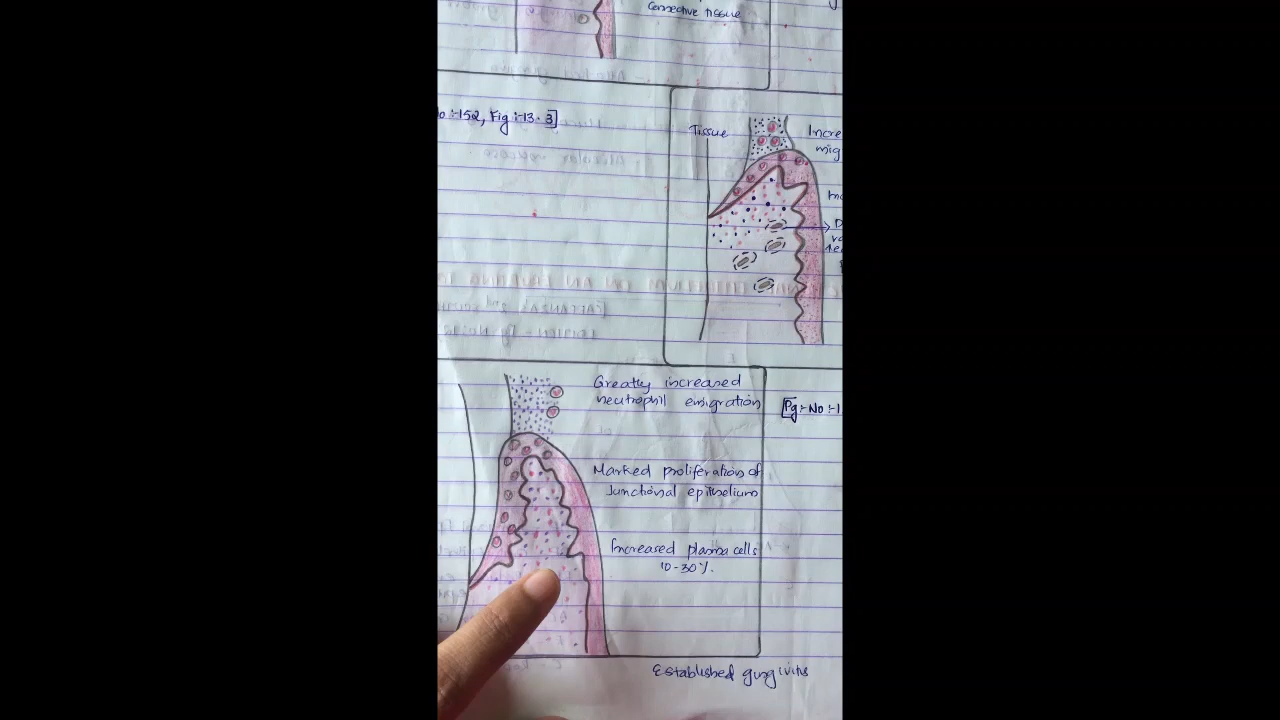 Connective tissue
No :-152, Fig :-13.3]
Tissue
Incre
mig
Inc
Greatly increased
neutrophil emigration
[Pg :- No :-1
Marked proliferation of
Junctional epithelium
Increased plasma cells
10-30%.
Established gingivitis